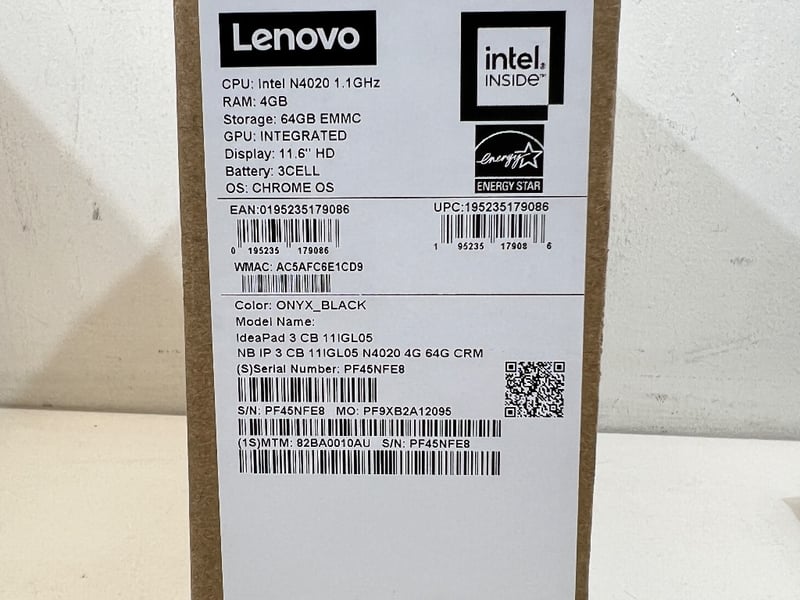 Lenovo
intel.
INSIDE™
CPU: Intel N4020 1.1GHz
RAM: 4GB
Storage: 64GB EMMC
GPU: INTEGRATED
Display: 11.6" HD
Battery: 3CELL
OS: CHROME OS
energy
ENERGY STAR
EAN:0195235179086
0 195235 179086
UPC:195235179086
1 95235 17908 6
WMAC: AC5AFC6E1CD9
Color: ONYX_BLACK
Model Name:
IdeaPad 3 CB 11IGL05
NB IP 3 CB 11IGL05 N4020 4G 64G CRM
(S)Serial Number: PF45NFE8
S/N: PF45NFE8 MO: PF9XB2A12095
(1S)MTM: 82BA0010AU S/N: PF45NFE8